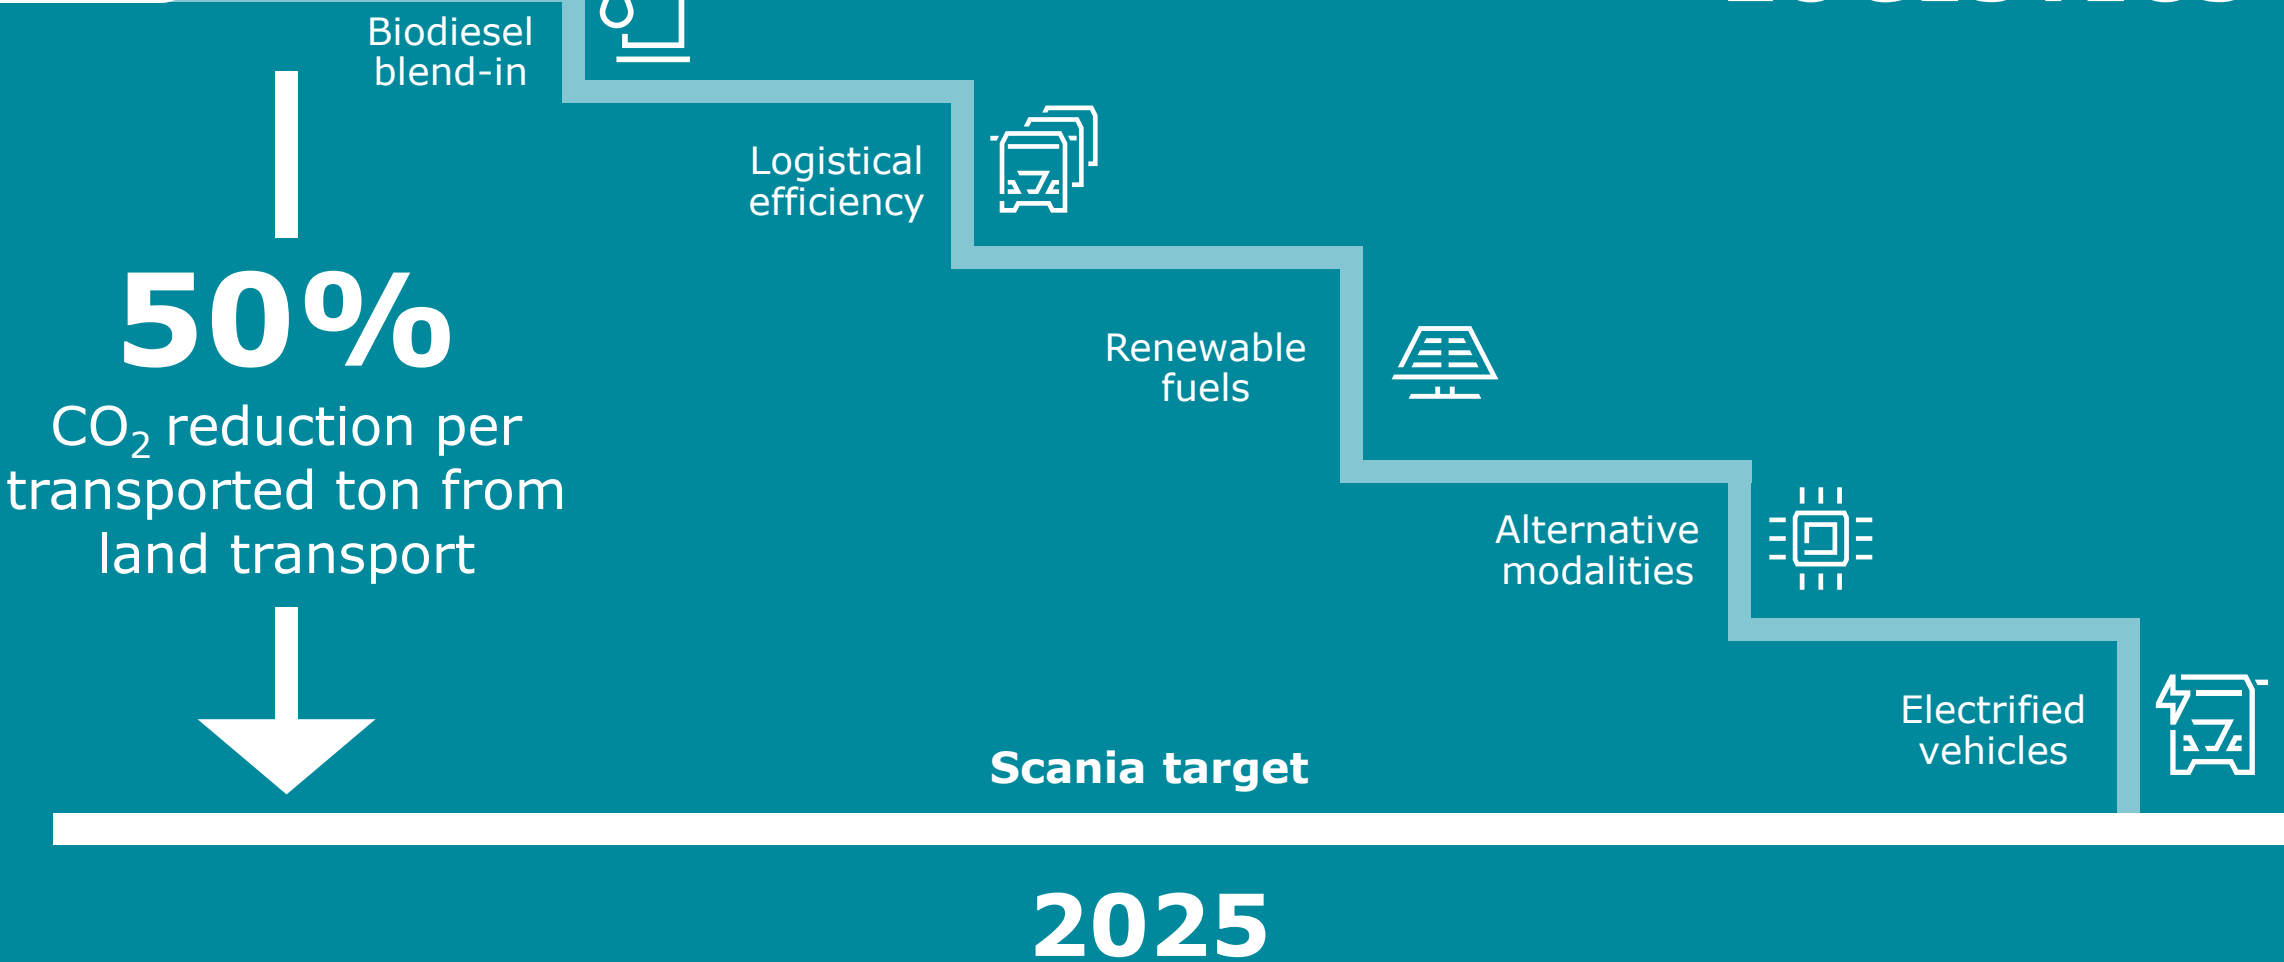 Biodiesel
blend-in
Logistical
efficiency
50%
Renewable
fuels
CO₂ reduction per
transported ton from
land transport
Alternative
modalities
Electrified
vehicles
Scania target
2025